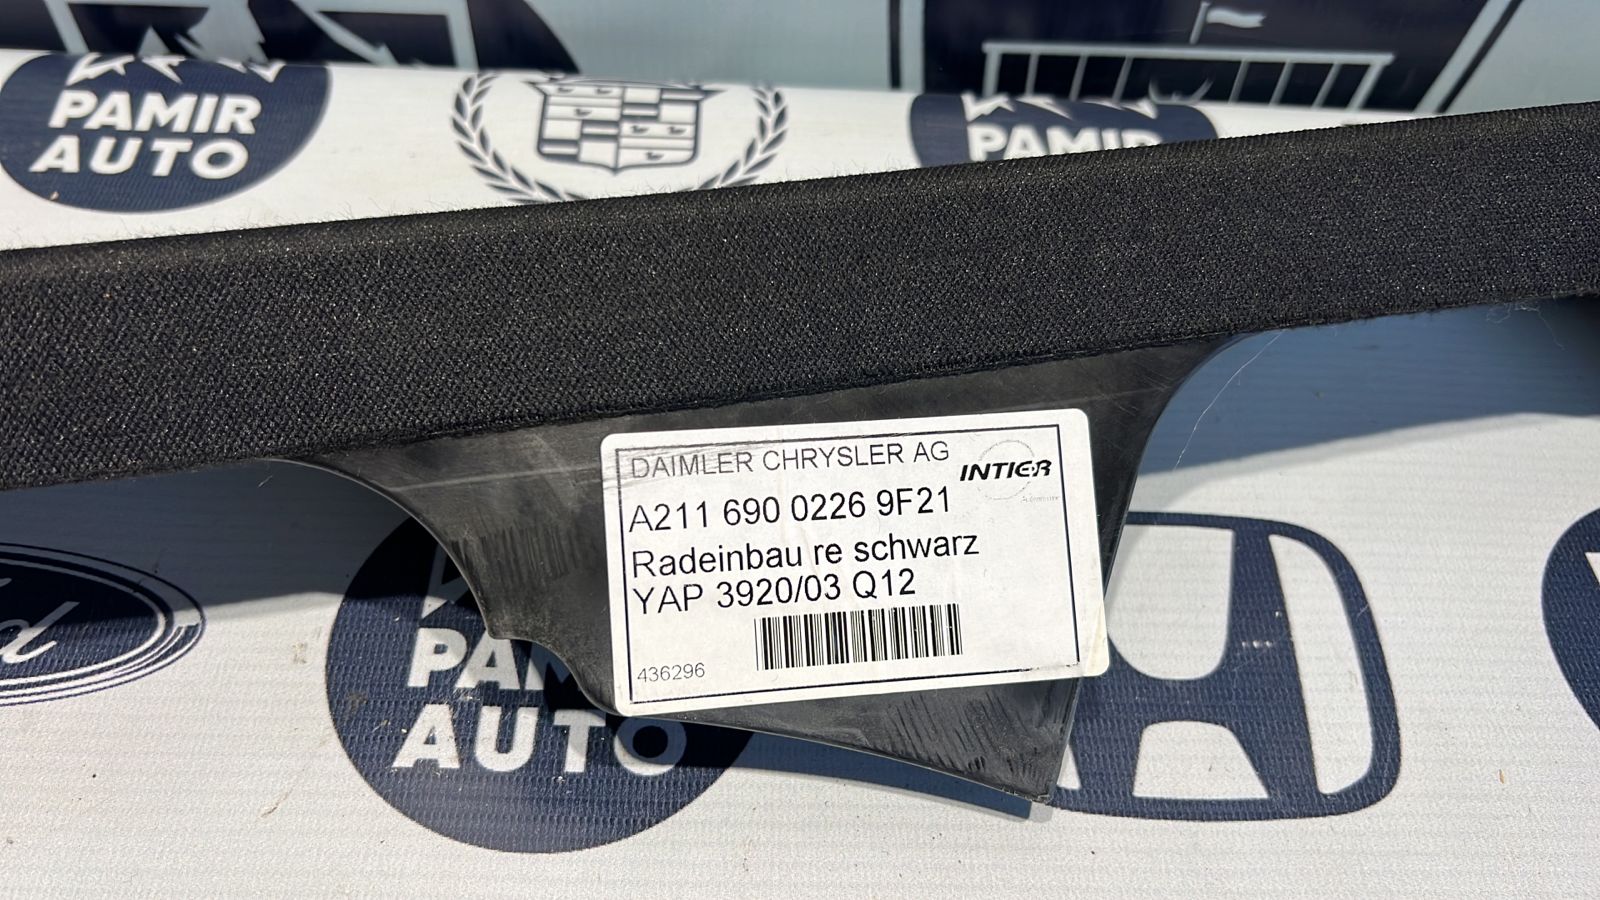 PAMIR
AUTO
PAMIR
DAIMLER CHRYSLER AG
INTIER
A211 690 0226 9F21
Radeinbau re schwarz
YAP 3920/03 Q12
436296
PA
AUTO